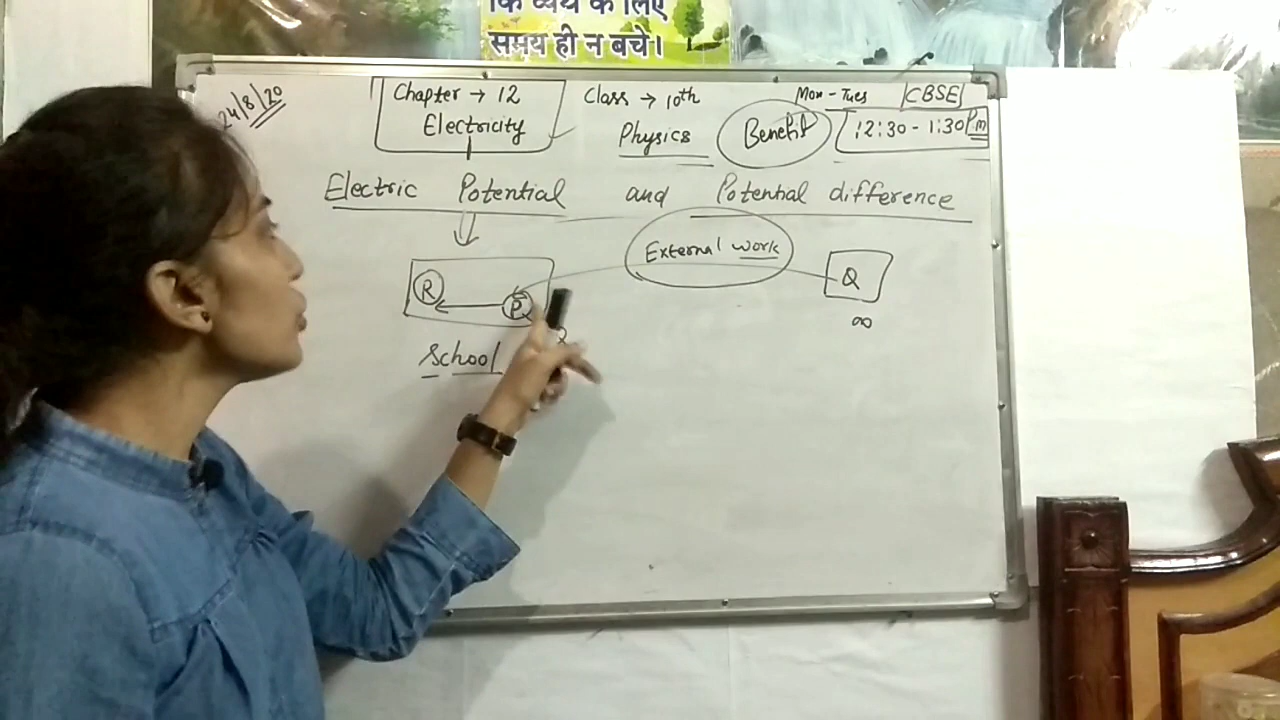 कि व्यर्थ के लिए
समय ही न बचे।
24/8/20
Chapter → 12
Electricity
Class → 10th
Physics
Benefit
Mon - Tues
CBSE
12:30 - 1:30 Pm
Electric Potential and Potential difference
External work
R
P
Q
∞
School